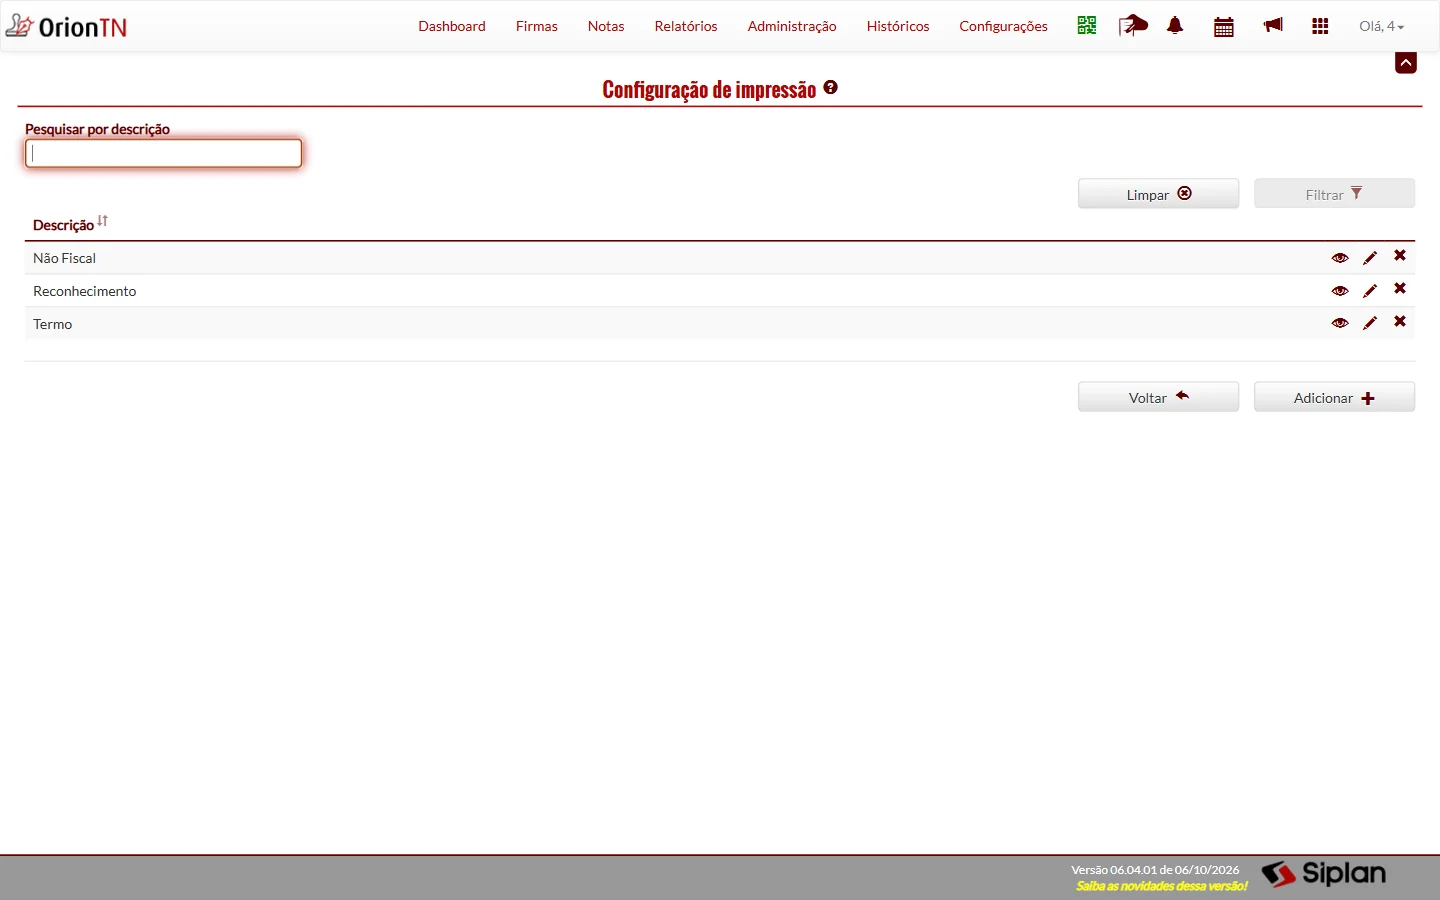 OrionTN
Dashboard Firmas Notas Relatórios Administração Históricos Configurações Olá, 4
Configuração de impressão
Pesquisar por descrição
Limpar Filtrar
Descrição
Não Fiscal
Reconhecimento
Termo
Voltar Adicionar
Versão 06.04.01 de 06/10/2026
Saiba as novidades dessa versão!
Siplan